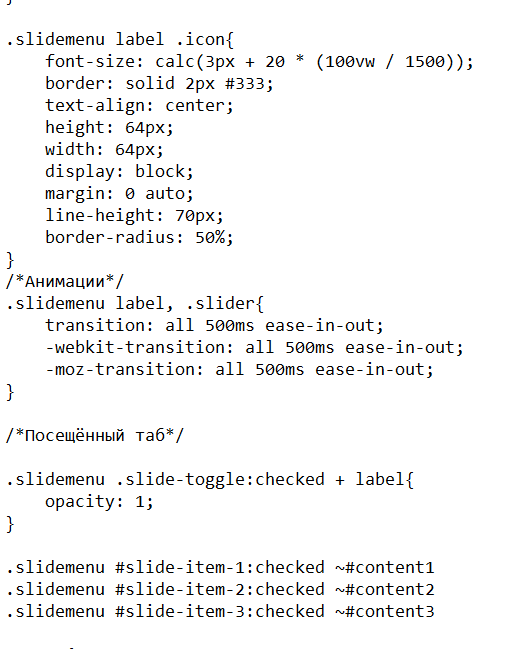 .slidemenu label .icon{
    font-size: calc(3px + 20 * (100vw / 1500));
    border: solid 2px #333;
    text-align: center;
    height: 64px;
    width: 64px;
    display: block;
    margin: 0 auto;
    line-height: 70px;
    border-radius: 50%;
}
/*Анимации*/
.slidemenu label, .slider{
    transition: all 500ms ease-in-out;
    -webkit-transition: all 500ms ease-in-out;
    -moz-transition: all 500ms ease-in-out;
}

/*Посещённый таб*/

.slidemenu .slide-toggle:checked + label{
    opacity: 1;
}

.slidemenu #slide-item-1:checked ~#content1
.slidemenu #slide-item-2:checked ~#content2
.slidemenu #slide-item-3:checked ~#content3